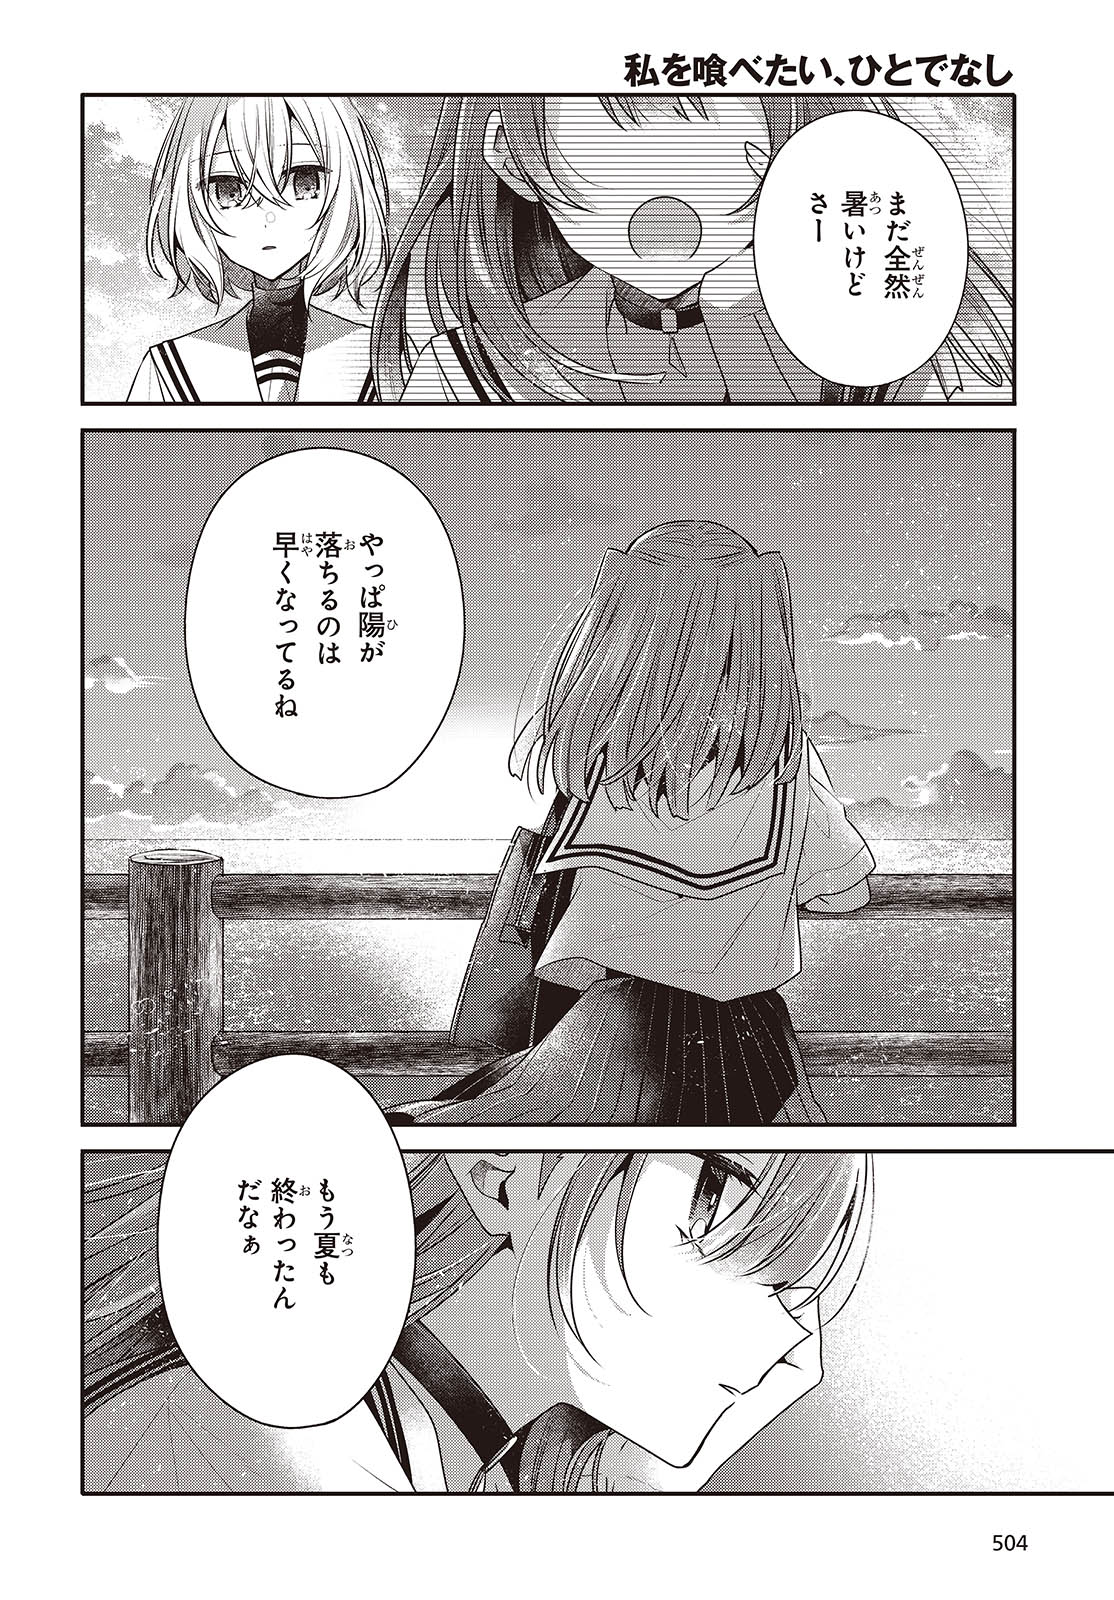 私を喰べたい、ひとでなし
まだ全然
暑いけど
さー
やっぱ陽が
落ちるのは
早くなってるね
もう夏も
終わったん
だなぁ
504